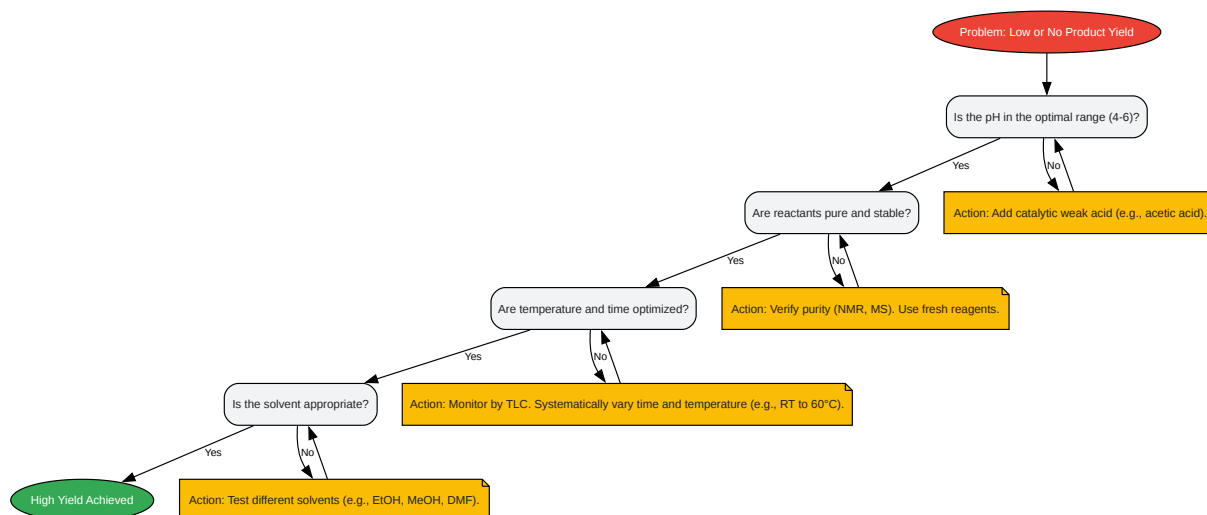 Problem: Low or No Product Yield
Is the pH in the optimal range (4-6)?
Yes
No
Are reactants pure and stable?
Action: Add catalytic weak acid (e.g., acetic acid).
Yes
No
Are temperature and time optimized?
Action: Verify purity (NMR, MS). Use fresh reagents.
Yes
No
Is the solvent appropriate?
Action: Monitor by TLC. Systematically vary time and temperature (e.g., RT to 60°C).
Yes
No
High Yield Achieved
Action: Test different solvents (e.g., EtOH, MeOH, DMF).